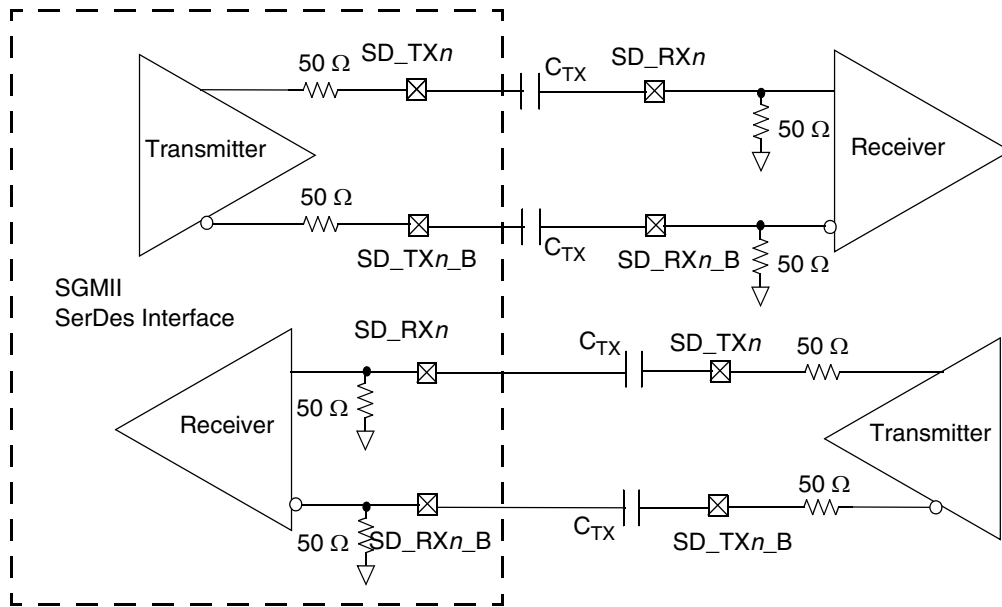 50 Ω
SD_TXn
C_TX
SD_RXn
50 Ω
Transmitter
Receiver
50 Ω
SD_TXn_B
C_TX
SD_RXn_B
50 Ω
SGMII
SerDes Interface
SD_RXn
C_TX
SD_TXn
50 Ω
50 Ω
Receiver
Transmitter
50 Ω
50 Ω
SD_RXn_B
C_TX
SD_TXn_B